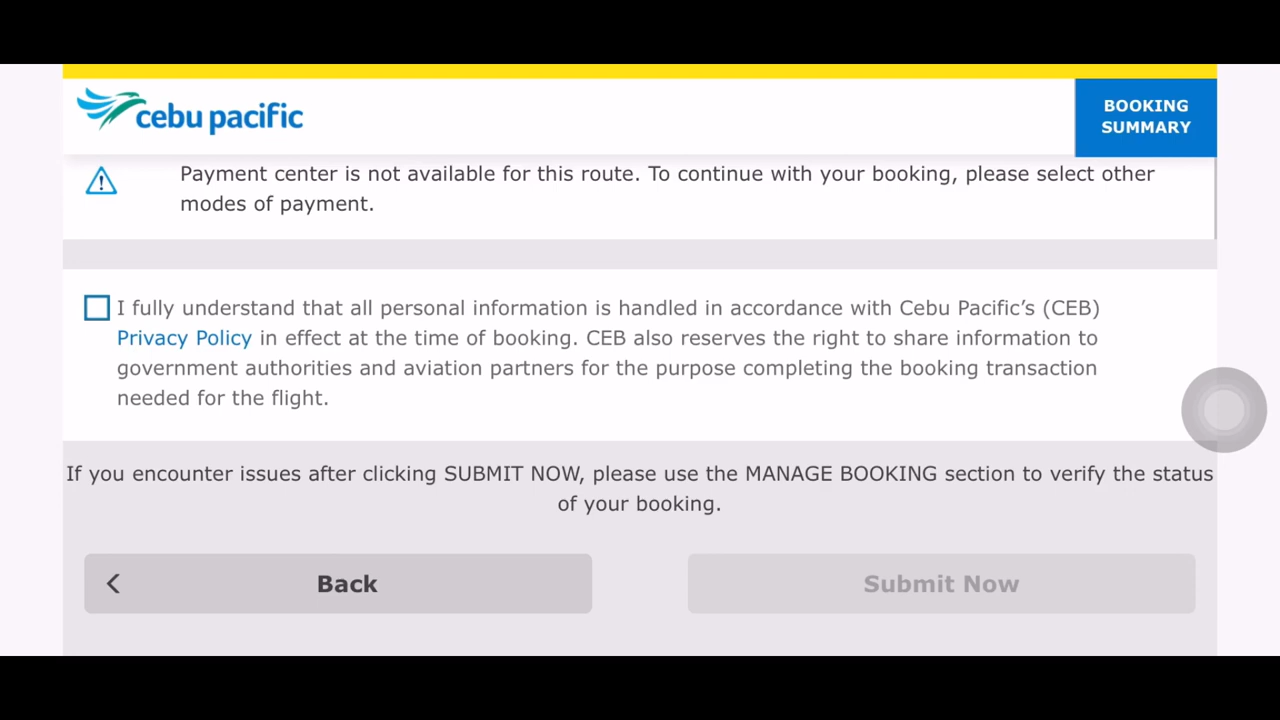 cebu pacific
BOOKING
SUMMARY
Payment center is not available for this route. To continue with your booking, please select other
modes of payment.
I fully understand that all personal information is handled in accordance with Cebu Pacific’s (CEB)
Privacy Policy in effect at the time of booking. CEB also reserves the right to share information to
government authorities and aviation partners for the purpose completing the booking transaction
needed for the flight.
If you encounter issues after clicking SUBMIT NOW, please use the MANAGE BOOKING section to verify the status
of your booking.
Back
Submit Now